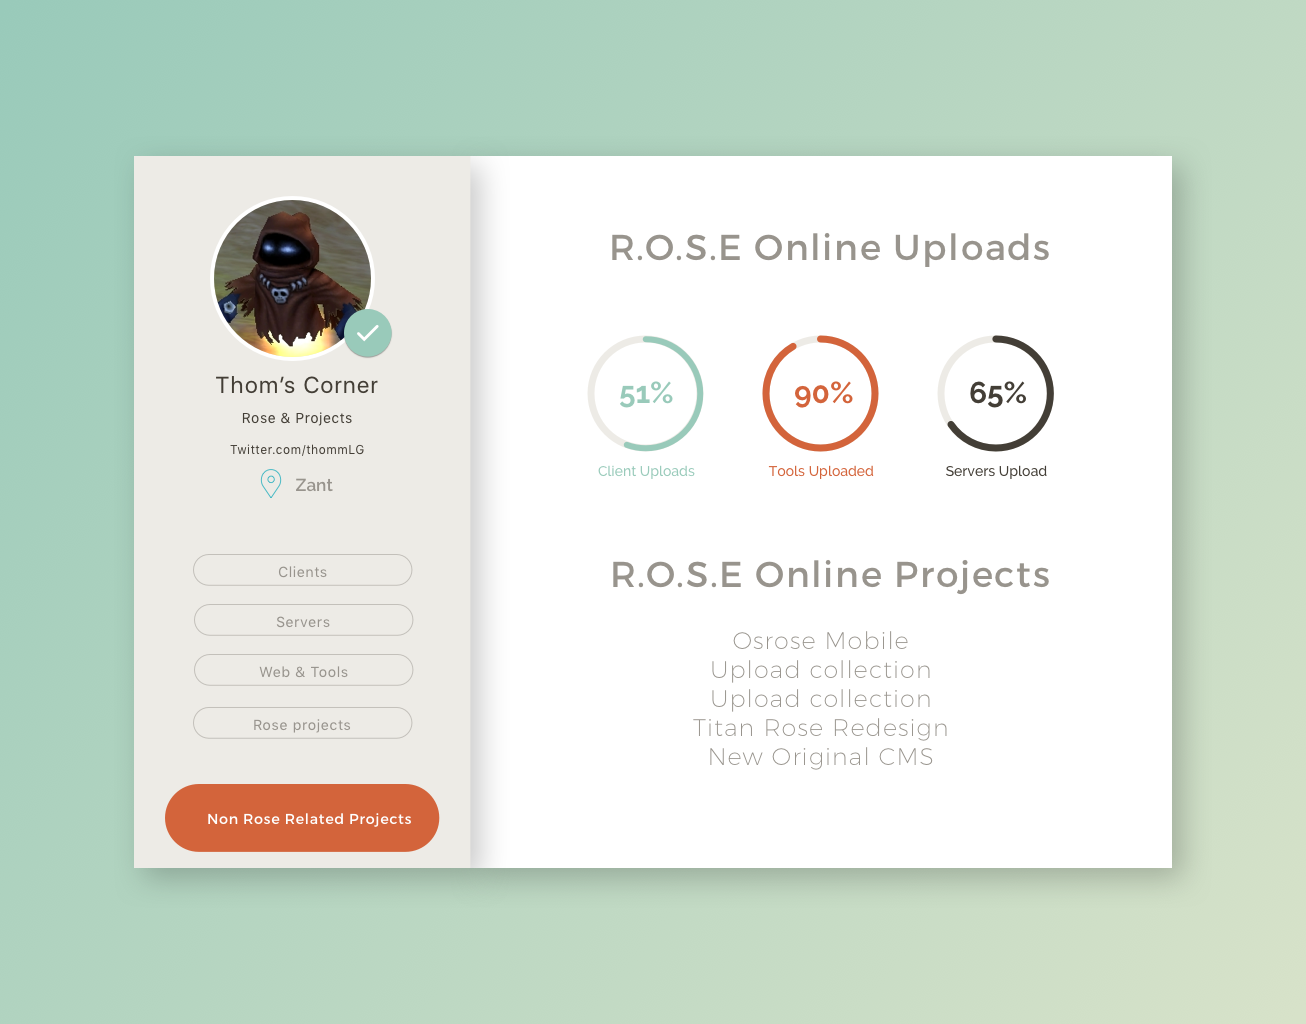 Thom's Corner
Rose & Projects
Twitter.com/thommLG
Zant
Clients
Servers
Web & Tools
Rose projects
Non Rose Related Projects
R.O.S.E Online Uploads
51%
90%
65%
Client Uploads
Tools Uploaded
Servers Upload
R.O.S.E Online Projects
Osrose Mobile
Upload collection
Upload collection
Titan Rose Redesign
New Original CMS